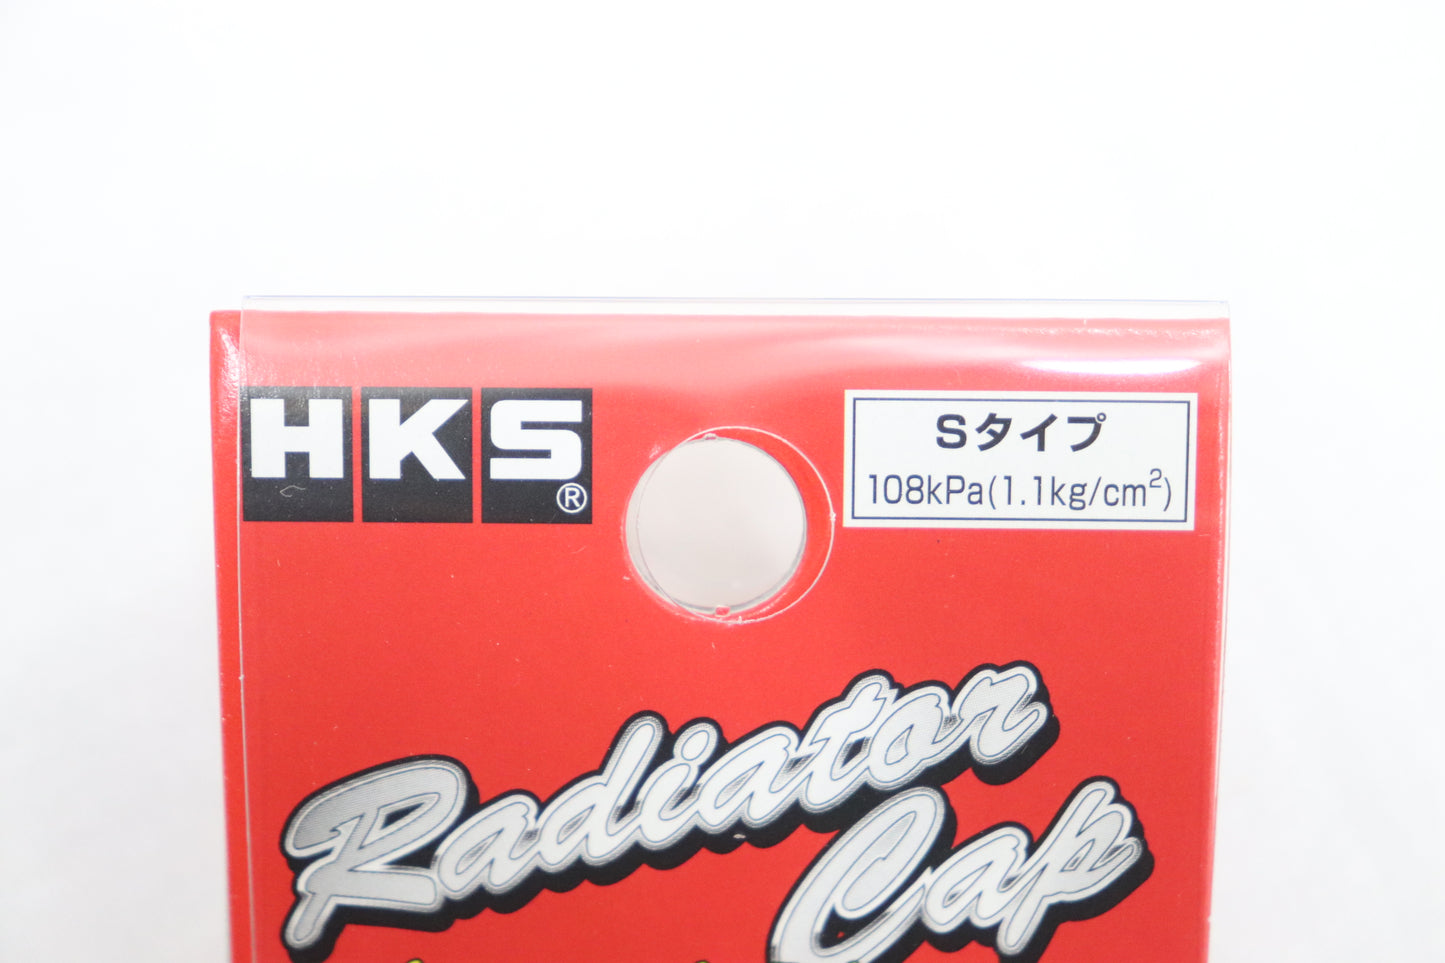 HKS®
Sタイプ
108kPa(1.1kg/cm²)
Radiator
Cap